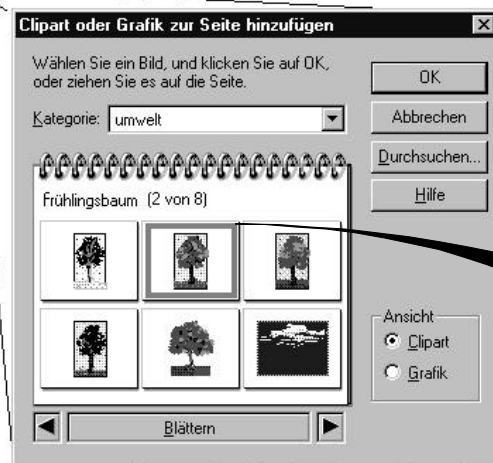 Clipart oder Grafik zur Seite hinzufügen
Wählen Sie ein Bild, und klicken Sie auf OK,
oder ziehen Sie es auf die Seite.
Kategorie: umwelt
OK
Abbrechen
Durchsuchen...
Hilfe
Frühlingsbaum (2 von 8)
Ansicht
Clipart
Grafik
Blättern